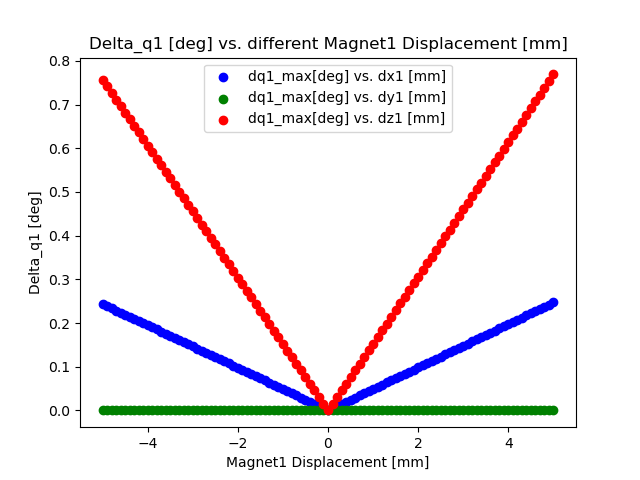 Delta_q1 [deg] vs. different Magnet1 Displacement [mm]
dq1_max[deg] vs. dx1 [mm]
dq1_max[deg] vs. dy1 [mm]
dq1_max[deg] vs. dz1 [mm]
0.8
0.7
0.6
0.5
0.4
0.3
0.2
0.1
0.0
Delta_q1 [deg]
−4 −2 0 2 4
Magnet1 Displacement [mm]